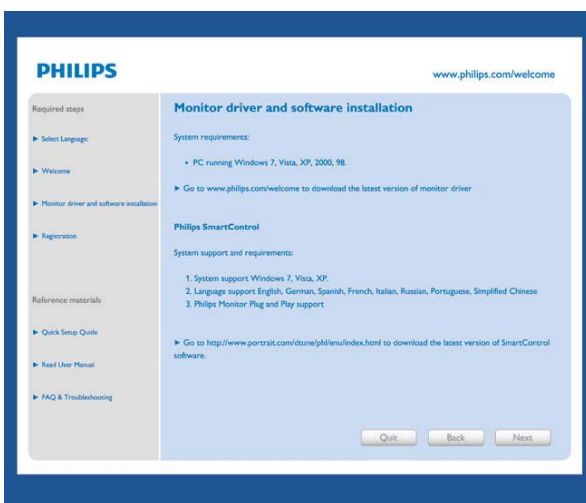 PHILIPS
www.philips.com/welcome
Required steps
Select Language:
Welcome
Monitor driver and software installation
Registration
Reference materials
Quick Setup Guide
Read User Manual
FAQ & Troubleshooting
Monitor driver and software installation
System requirements:
• PC running Windows 7, Vista, XP, 2000, 98.
Go to www.philips.com/welcome to download the latest version of monitor driver
Philips SmartControl
System support and requirements:
1. System support Windows 7, Vista, XP.
2. Language support English, German, Spanish, French, Italian, Russian, Portuguese, Simplified Chinese
3. Philips Monitor Plug and Play support
Go to http://www.portrait.com/dtune/phl/enu/index.html to download the latest version of SmartControl
software.
Quit
Back
Next